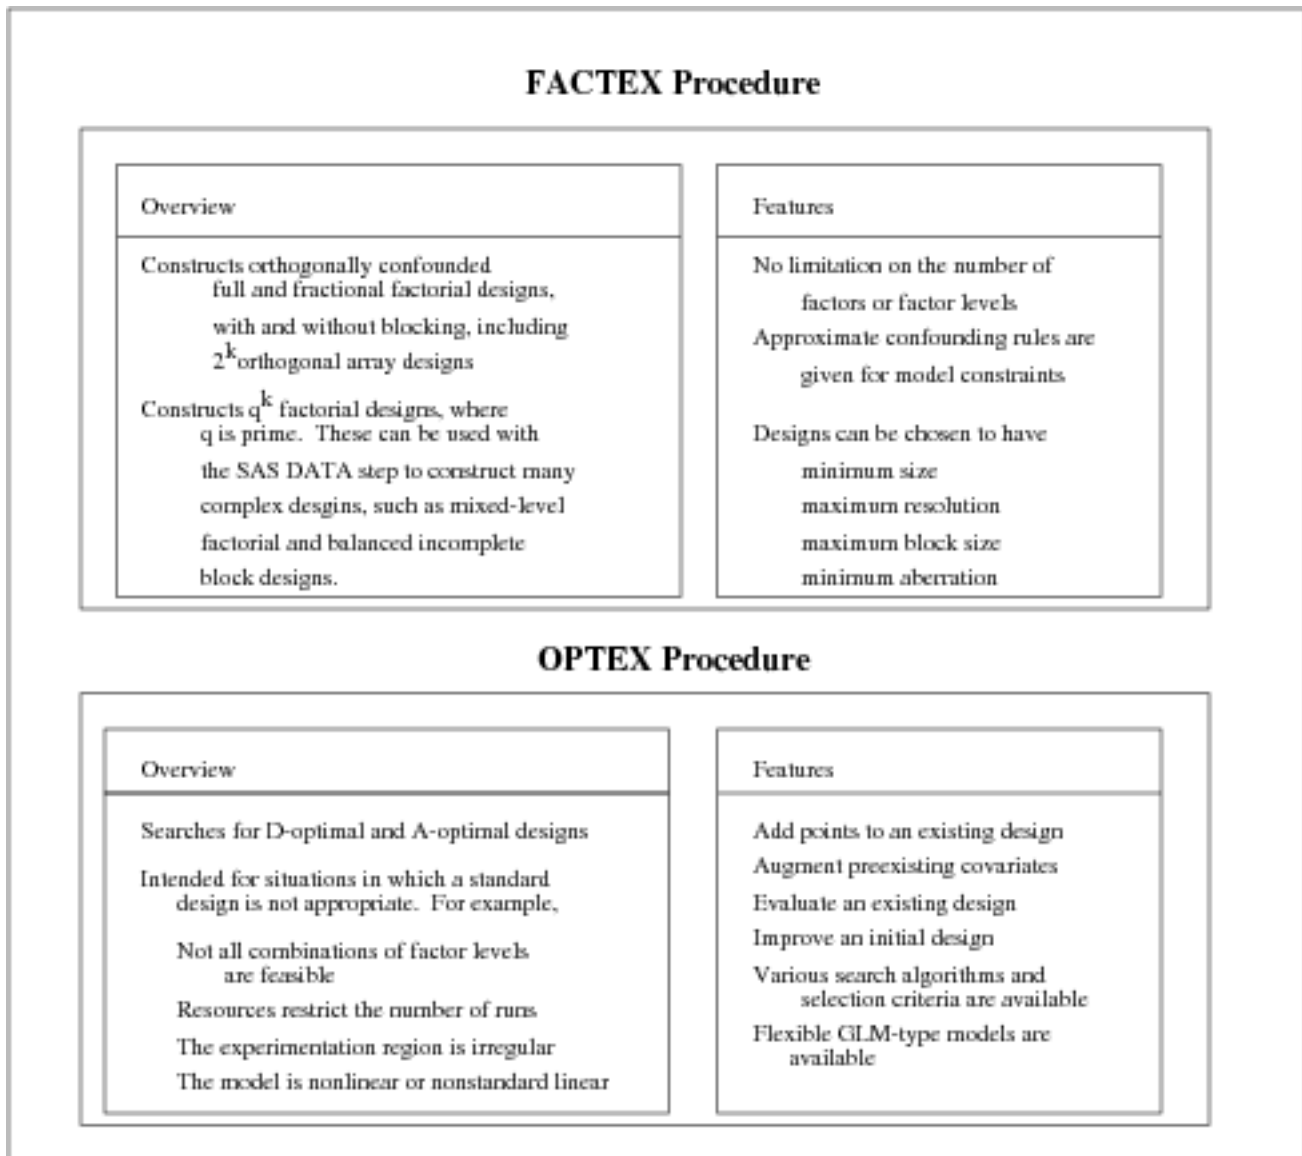 FACTEX Procedure
Overview
Constructs orthogonally confounded
full and fractional factorial designs,
with and without blocking, including
2^k orthogonal array designs
Constructs q^k factorial designs, where
q is prime. These can be used with
the SAS DATA step to construct many
complex desgins, such as mixed-level
factorial and balanced incomplete
block designs.
Features
No limitation on the number of
factors or factor levels
Approximate confounding rules are
given for model constraints
Designs can be chosen to have
minimum size
maximum resolution
maximum block size
minimum aberration
OPTEX Procedure
Overview
Searches for D-optimal and A-optimal designs
Intended for situations in which a standard
design is not appropriate. For example,
Not all combinations of factor levels
are feasible
Resources restrict the number of runs
The experimentation region is irregular
The model is nonlinear or nonstandard linear
Features
Add points to an existing design
Augment preexisting covariates
Evaluate an existing design
Improve an initial design
Various search algorithms and
selection criteria are available
Flexible GLM-type models are
available